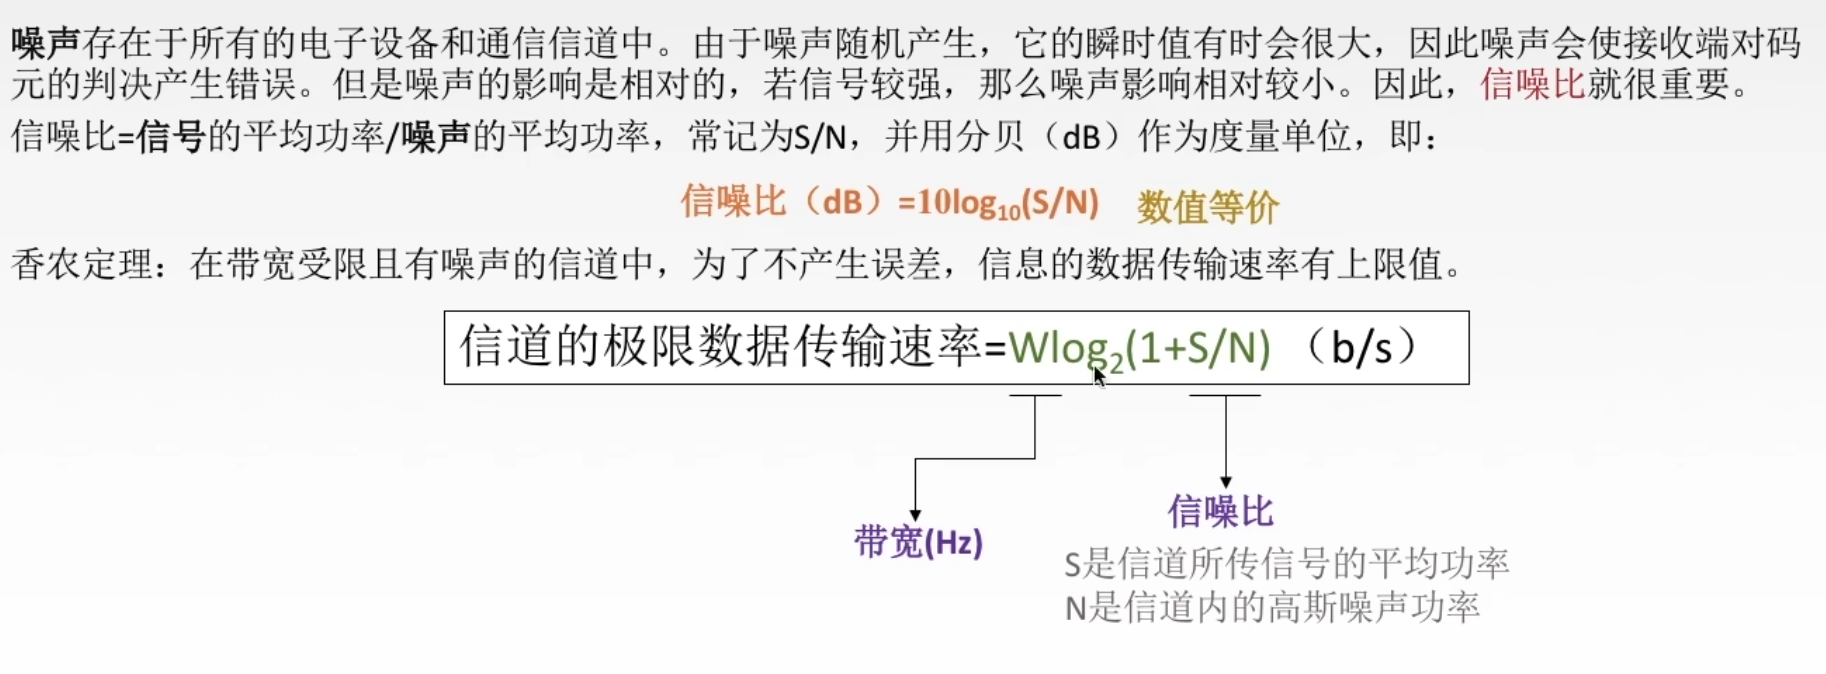 噪声存在于所有的电子设备和通信信道中。由于噪声随机产生，它的瞬时值有时会很大，因此噪声会使接收端对码
元的判决产生错误。但是噪声的影响是相对的，若信号较强，那么噪声影响相对较小。因此，信噪比就很重要。
信噪比=信号的平均功率/噪声的平均功率，常记为S/N，并用分贝（dB）作为度量单位，即：
信噪比（dB）=10log₁₀(S/N) 数值等价
香农定理：在带宽受限且有噪声的信道中，为了不产生误差，信息的数据传输速率有上限值。
信道的极限数据传输速率=Wlog₂(1+S/N)（b/s）
信噪比
带宽(Hz)
S是信道所传信号的平均功率
N是信道内的高斯噪声功率